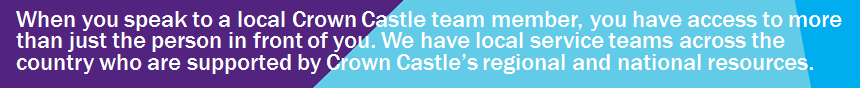 When you speak to a local Crown Castle team member, you have access to more
than just the person in front of you. We have local service teams across the
country who are supported by Crown Castle's regional and national resources.